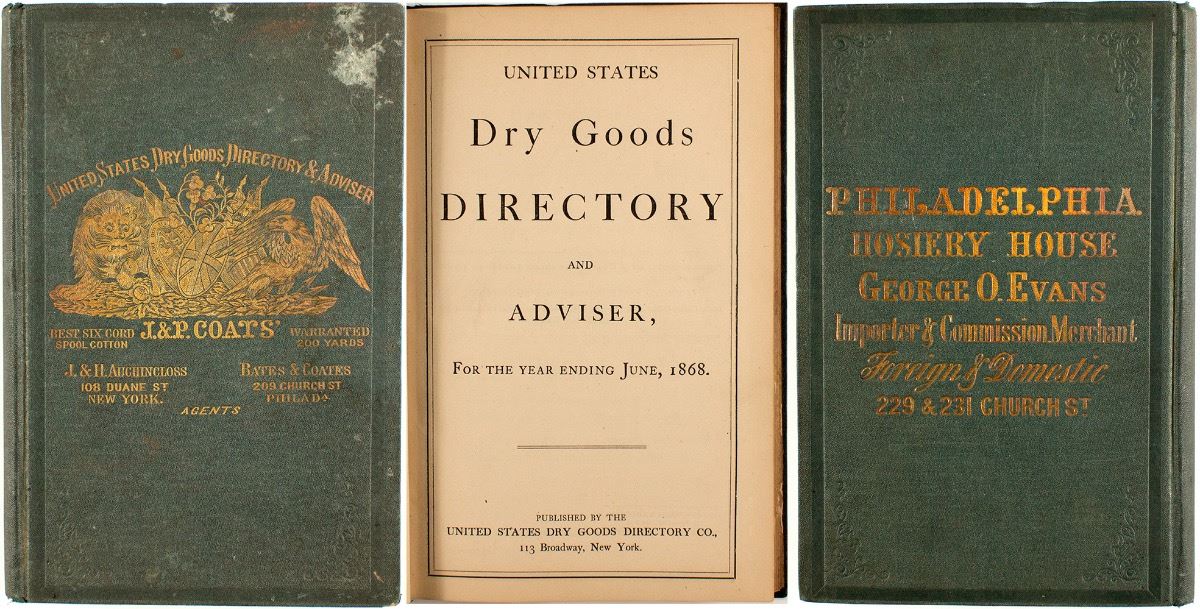 UNITED STATES DRY GOODS DIRECTORY & ADVISER
BEST SIX CORD J.&P. COATS' WARRANTED
SPOOL COTTON 200 YARDS
J. & H. AUCHINCLOSS
108 DUANE ST
NEW YORK.
BATES & COATES
209 CHURCH ST
PHILADA
AGENTS
UNITED STATES
Dry Goods
DIRECTORY
AND
ADVISER,
FOR THE YEAR ENDING JUNE, 1868.
PUBLISHED BY THE
UNITED STATES DRY GOODS DIRECTORY CO.,
113 Broadway, New York.
PHILADELPHIA
HOSIERY HOUSE
GEORGE O. EVANS
Importer & Commission Merchant
Foreign & Domestic
229 & 231 CHURCH ST